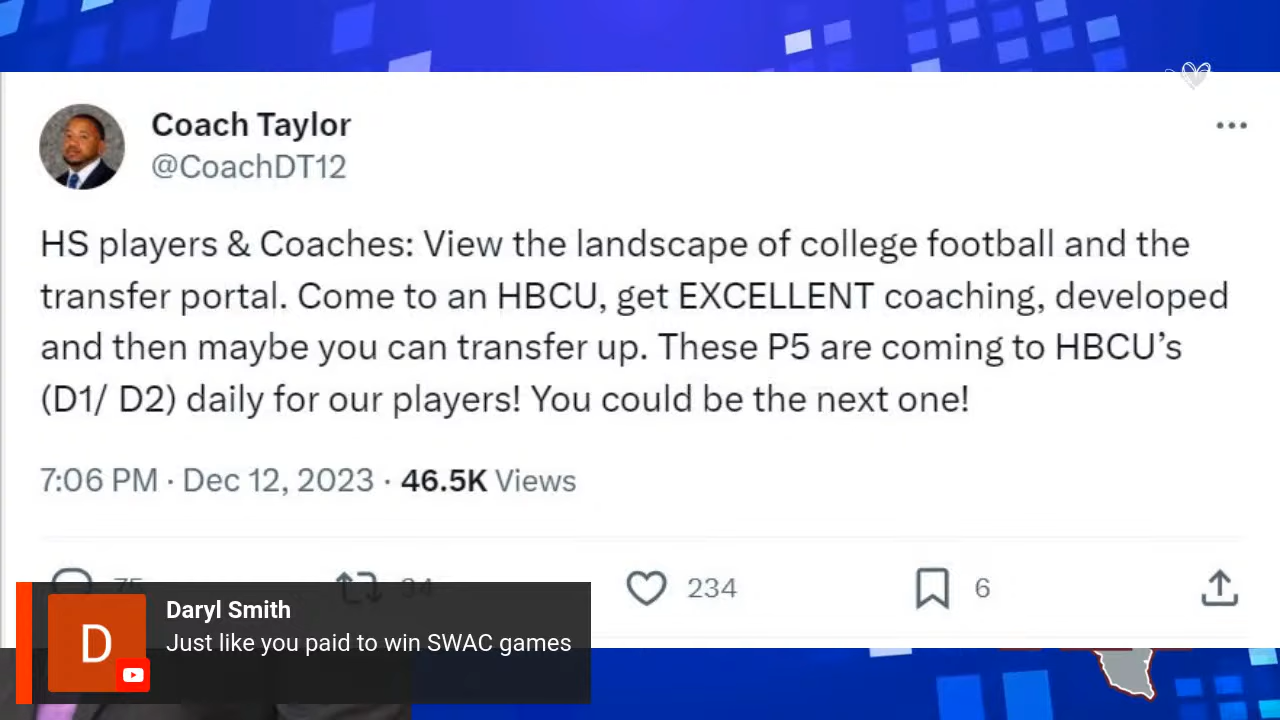 Coach Taylor
@CoachDT12
HS players & Coaches: View the landscape of college football and the
transfer portal. Come to an HBCU, get EXCELLENT coaching, developed
and then maybe you can transfer up. These P5 are coming to HBCU’s
(D1/ D2) daily for our players! You could be the next one!
7:06 PM · Dec 12, 2023 · 46.5K Views
75 34 234 6
D
Daryl Smith
Just like you paid to win SWAC games